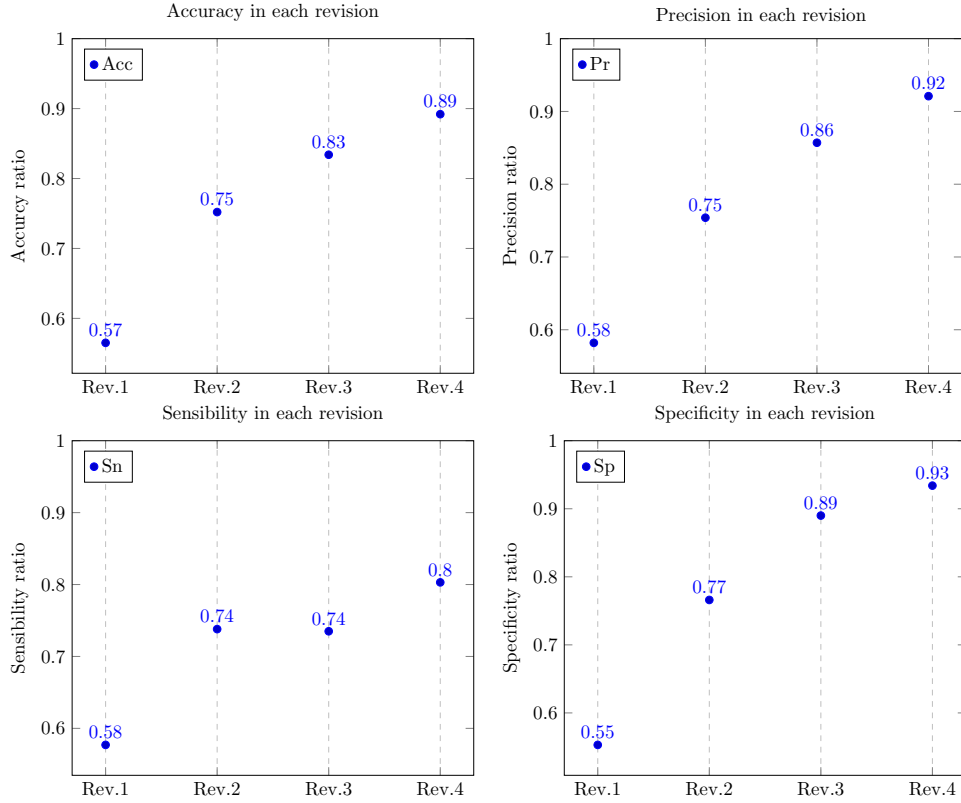 Accuracy in each revision
1
0.9
0.8
0.7
0.6
Accurcy ratio
Acc
0.57
0.75
0.83
0.89
Rev.1 Rev.2 Rev.3 Rev.4
Precision in each revision
1
0.9
0.8
0.7
0.6
Precision ratio
Pr
0.58
0.75
0.86
0.92
Rev.1 Rev.2 Rev.3 Rev.4
Sensibility in each revision
1
0.9
0.8
0.7
0.6
Sensibility ratio
Sn
0.58
0.74
0.74
0.8
Rev.1 Rev.2 Rev.3 Rev.4
Specificity in each revision
1
0.9
0.8
0.7
0.6
Specificity ratio
Sp
0.55
0.77
0.89
0.93
Rev.1 Rev.2 Rev.3 Rev.4